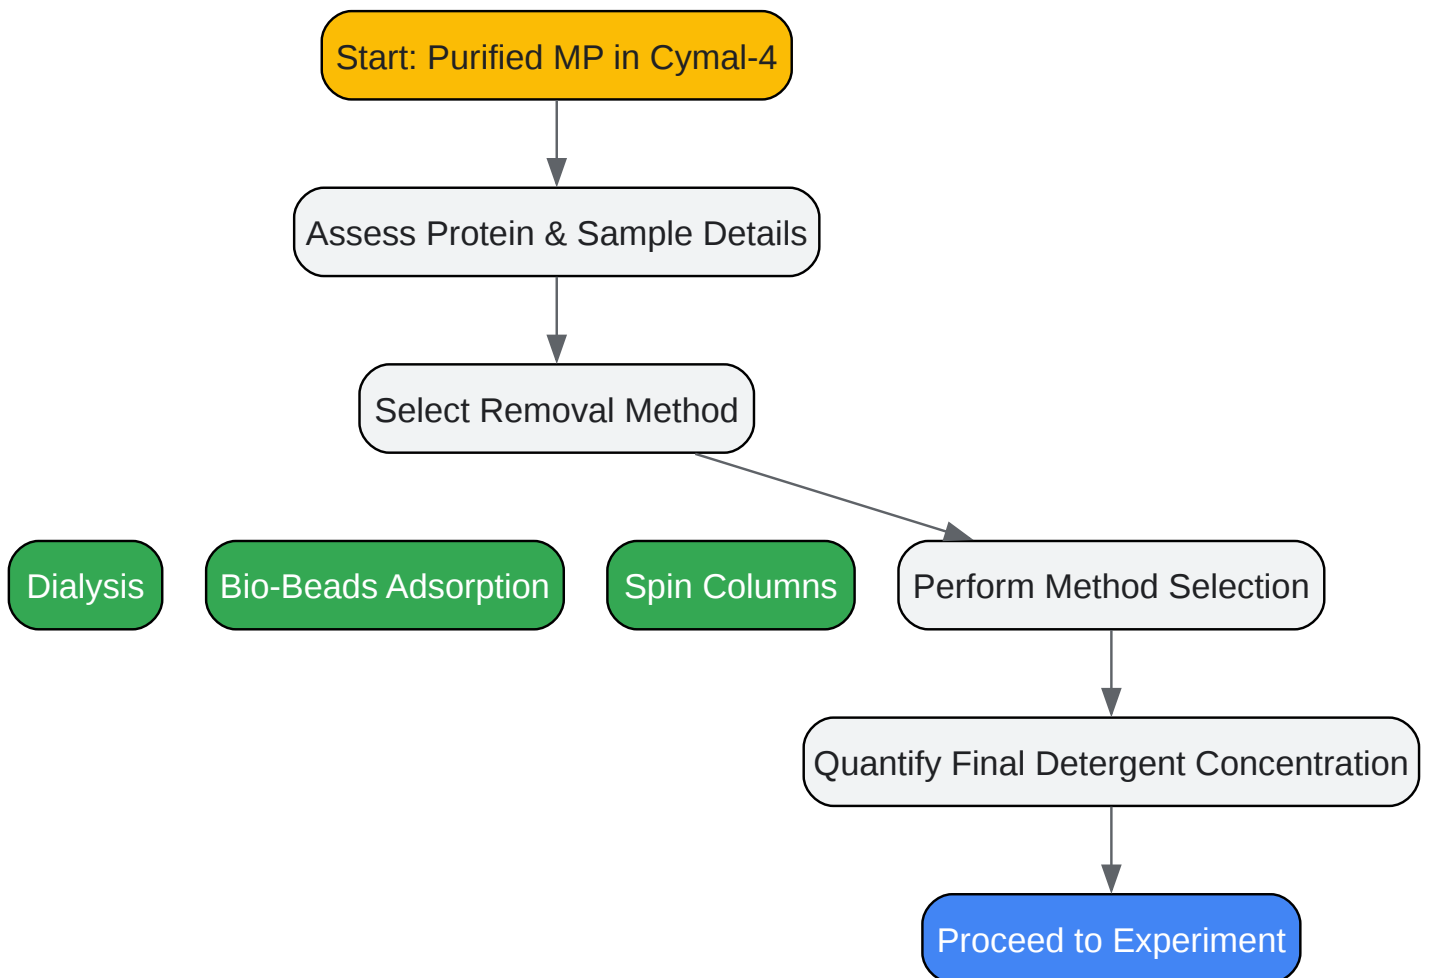 Start: Purified MP in Cymal-4
Assess Protein & Sample Details
Select Removal Method
Dialysis
Bio-Beads Adsorption
Spin Columns
Perform Method Selection
Quantify Final Detergent Concentration
Proceed to Experiment